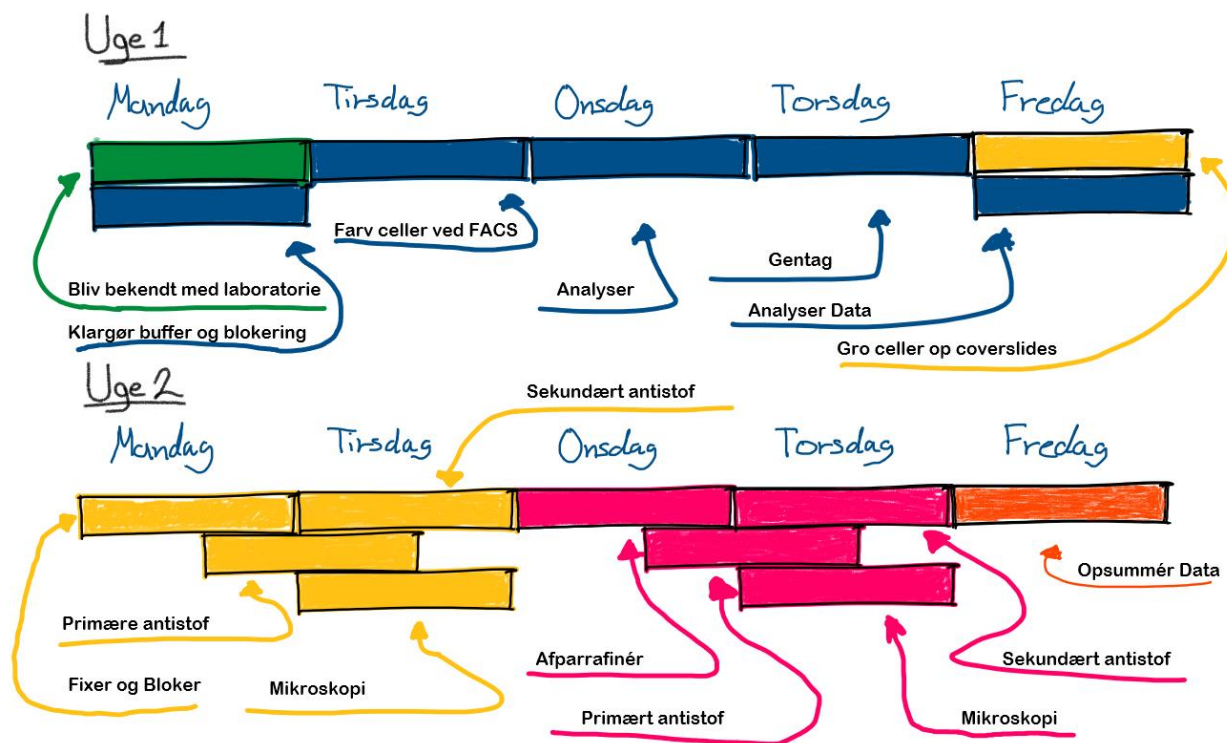 Uge 1
Mandag Tirsdag Onsdag Torsdag Fredag
Farv celler ved FACS
Gentag
Bliv bekendt med laboratorie
Analyser
Analyser Data
Klargør buffer og blokering
Gro celler op coverslides
Uge 2
Sekundært antistof
Mandag Tirsdag Onsdag Torsdag Fredag
Opsummér Data
Primære antistof
Afparrafinér
Sekundært antistof
Fixer og Bloker
Mikroskopi
Primært antistof
Mikroskopi